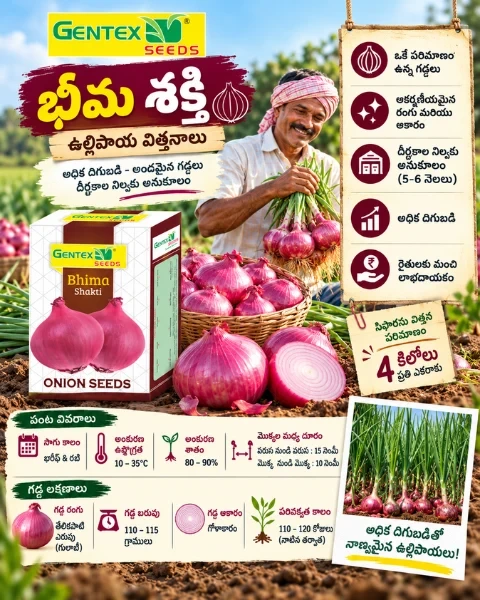 GENTEX®
SEEDS
భీమ శక్తి
ఉల్లిపాయ విత్తనాలు
అధిక దిగుబడి - అందమైన గడ్డలు
దీర్ఘకాల నిల్వకు అనుకూలం
ఒకే పరిమాణం
ఉన్న గడ్డలు
ఆకర్షణీయమైన
రంగు మరియు
ఆకారం
దీర్ఘకాల నిల్వకు
అనుకూలం
(5-6 నెలలు)
అధిక దిగుబడి
రైతులకు మంచి
లాభదాయకం
GENTEX
SEEDS
Bhima
Shakti
ONION SEEDS
GENTEX
SEEDS
సిఫారసు విత్తన
పరిమాణం
4 కిలోలు
ప్రతి ఎకరాకు
పంట వివరాలు
సాగు కాలం
ఖరీఫ్ & రబీ
అంకురణ
ఉష్ణోగ్రత
10 – 35°C
అంకురణ
శాతం
80 – 90%
మొక్కల మధ్య దూరం
వరుస నుండి వరుస : 15 సెంమీ
మొక్క నుండి మొక్క : 10 సెంమీ
గడ్డ లక్షణాలు
గడ్డ రంగు
తేలికపాటి
ఎరుపు
(గులాబీ)
గడ్డ బరువు
110 – 115
గ్రాములు
గడ్డ ఆకారం
గోళాకారం
పరిపక్వత కాలం
110 – 120 రోజులు
(నాటిన తర్వాత)
అధిక దిగుబడితో
నాణ్యమైన ఉల్లిపాయలు!